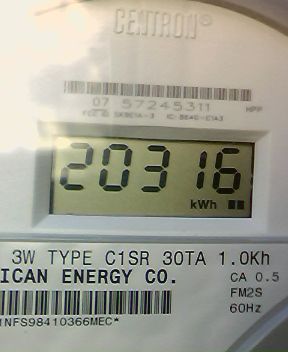 CENTRON®
07 57245311
20316
kWh
3W TYPE C1SR 30TA 1.0Kh
ICAN ENERGY CO.
CA 0.5
FM2S
60Hz
1NFS98410366MEC*